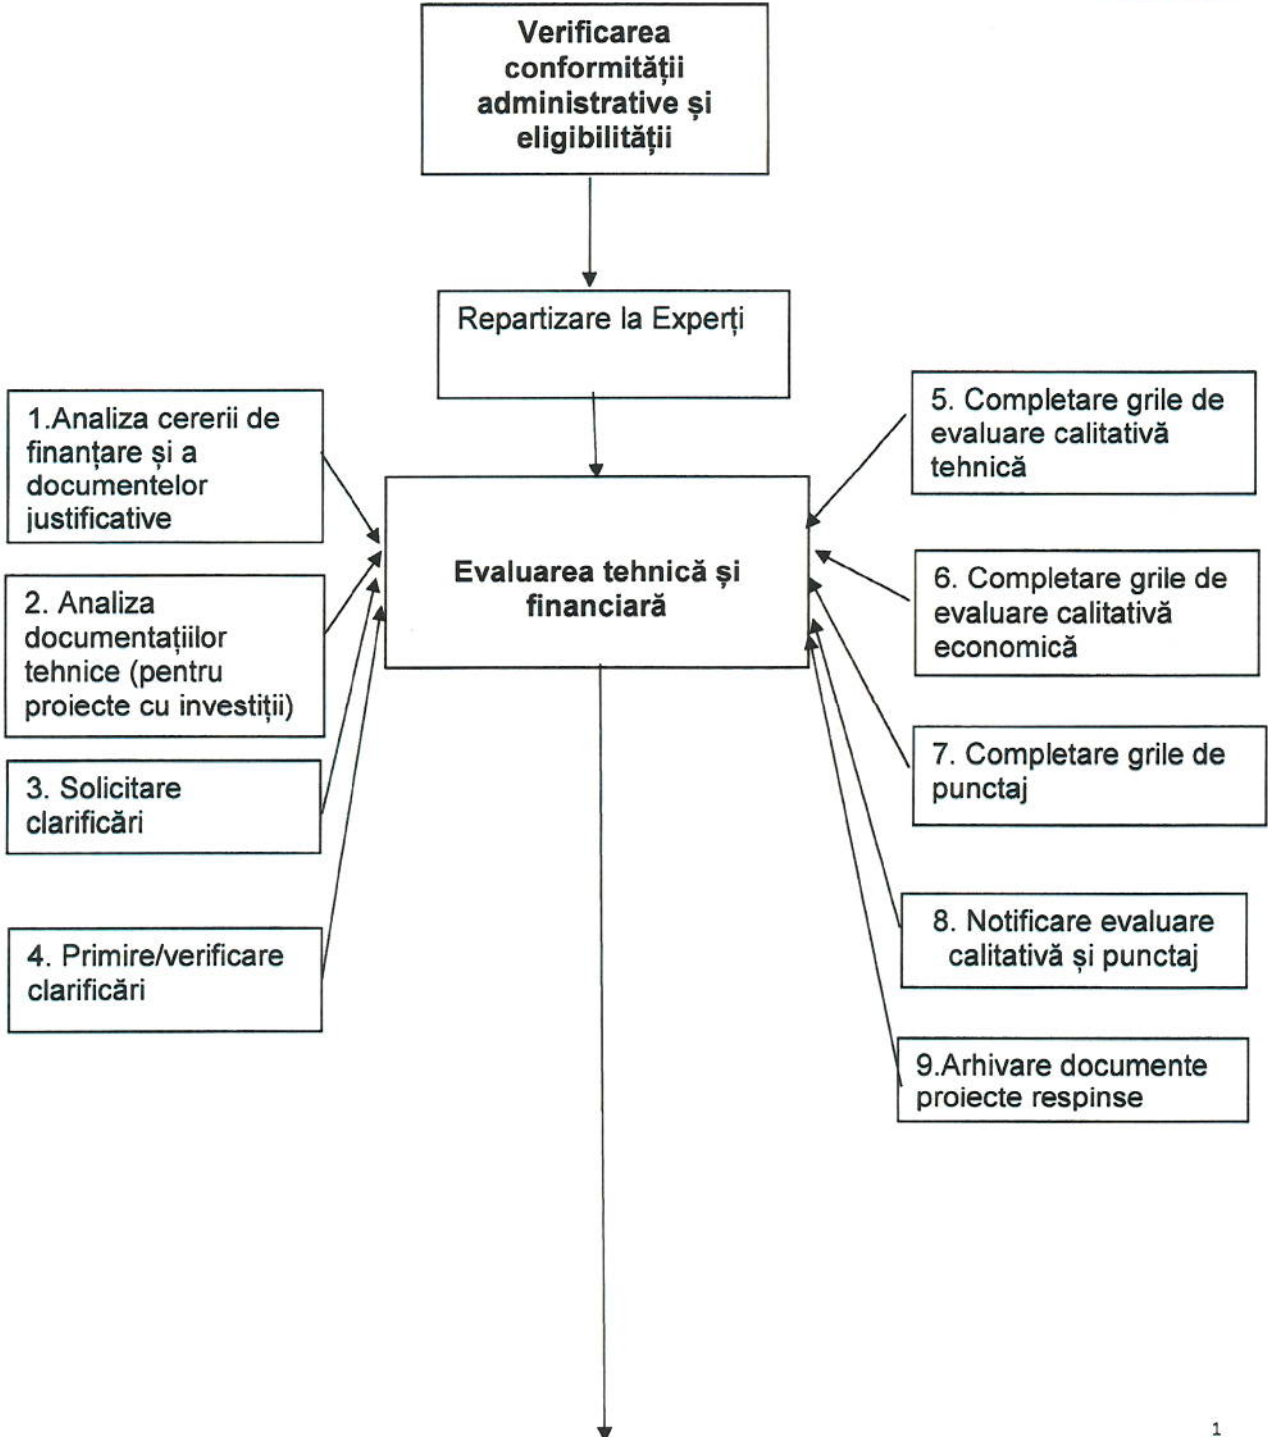 Verificarea
conformității
administrative și
eligibilității
Repartizare la Experți
1.Analiza cererii de
finanțare și a
documentelor
justificative
2. Analiza
documentațiilor
tehnice (pentru
proiecte cu investiții)
3. Solicitare
clarificări
4. Primire/verificare
clarificări
Evaluarea tehnică și
financiară
5. Completare grile de
evaluare calitativă
tehnică
6. Completare grile de
evaluare calitativă
economică
7. Completare grile de
punctaj
8. Notificare evaluare
calitativă și punctaj
9.Arhivare documente
proiecte respinse
1